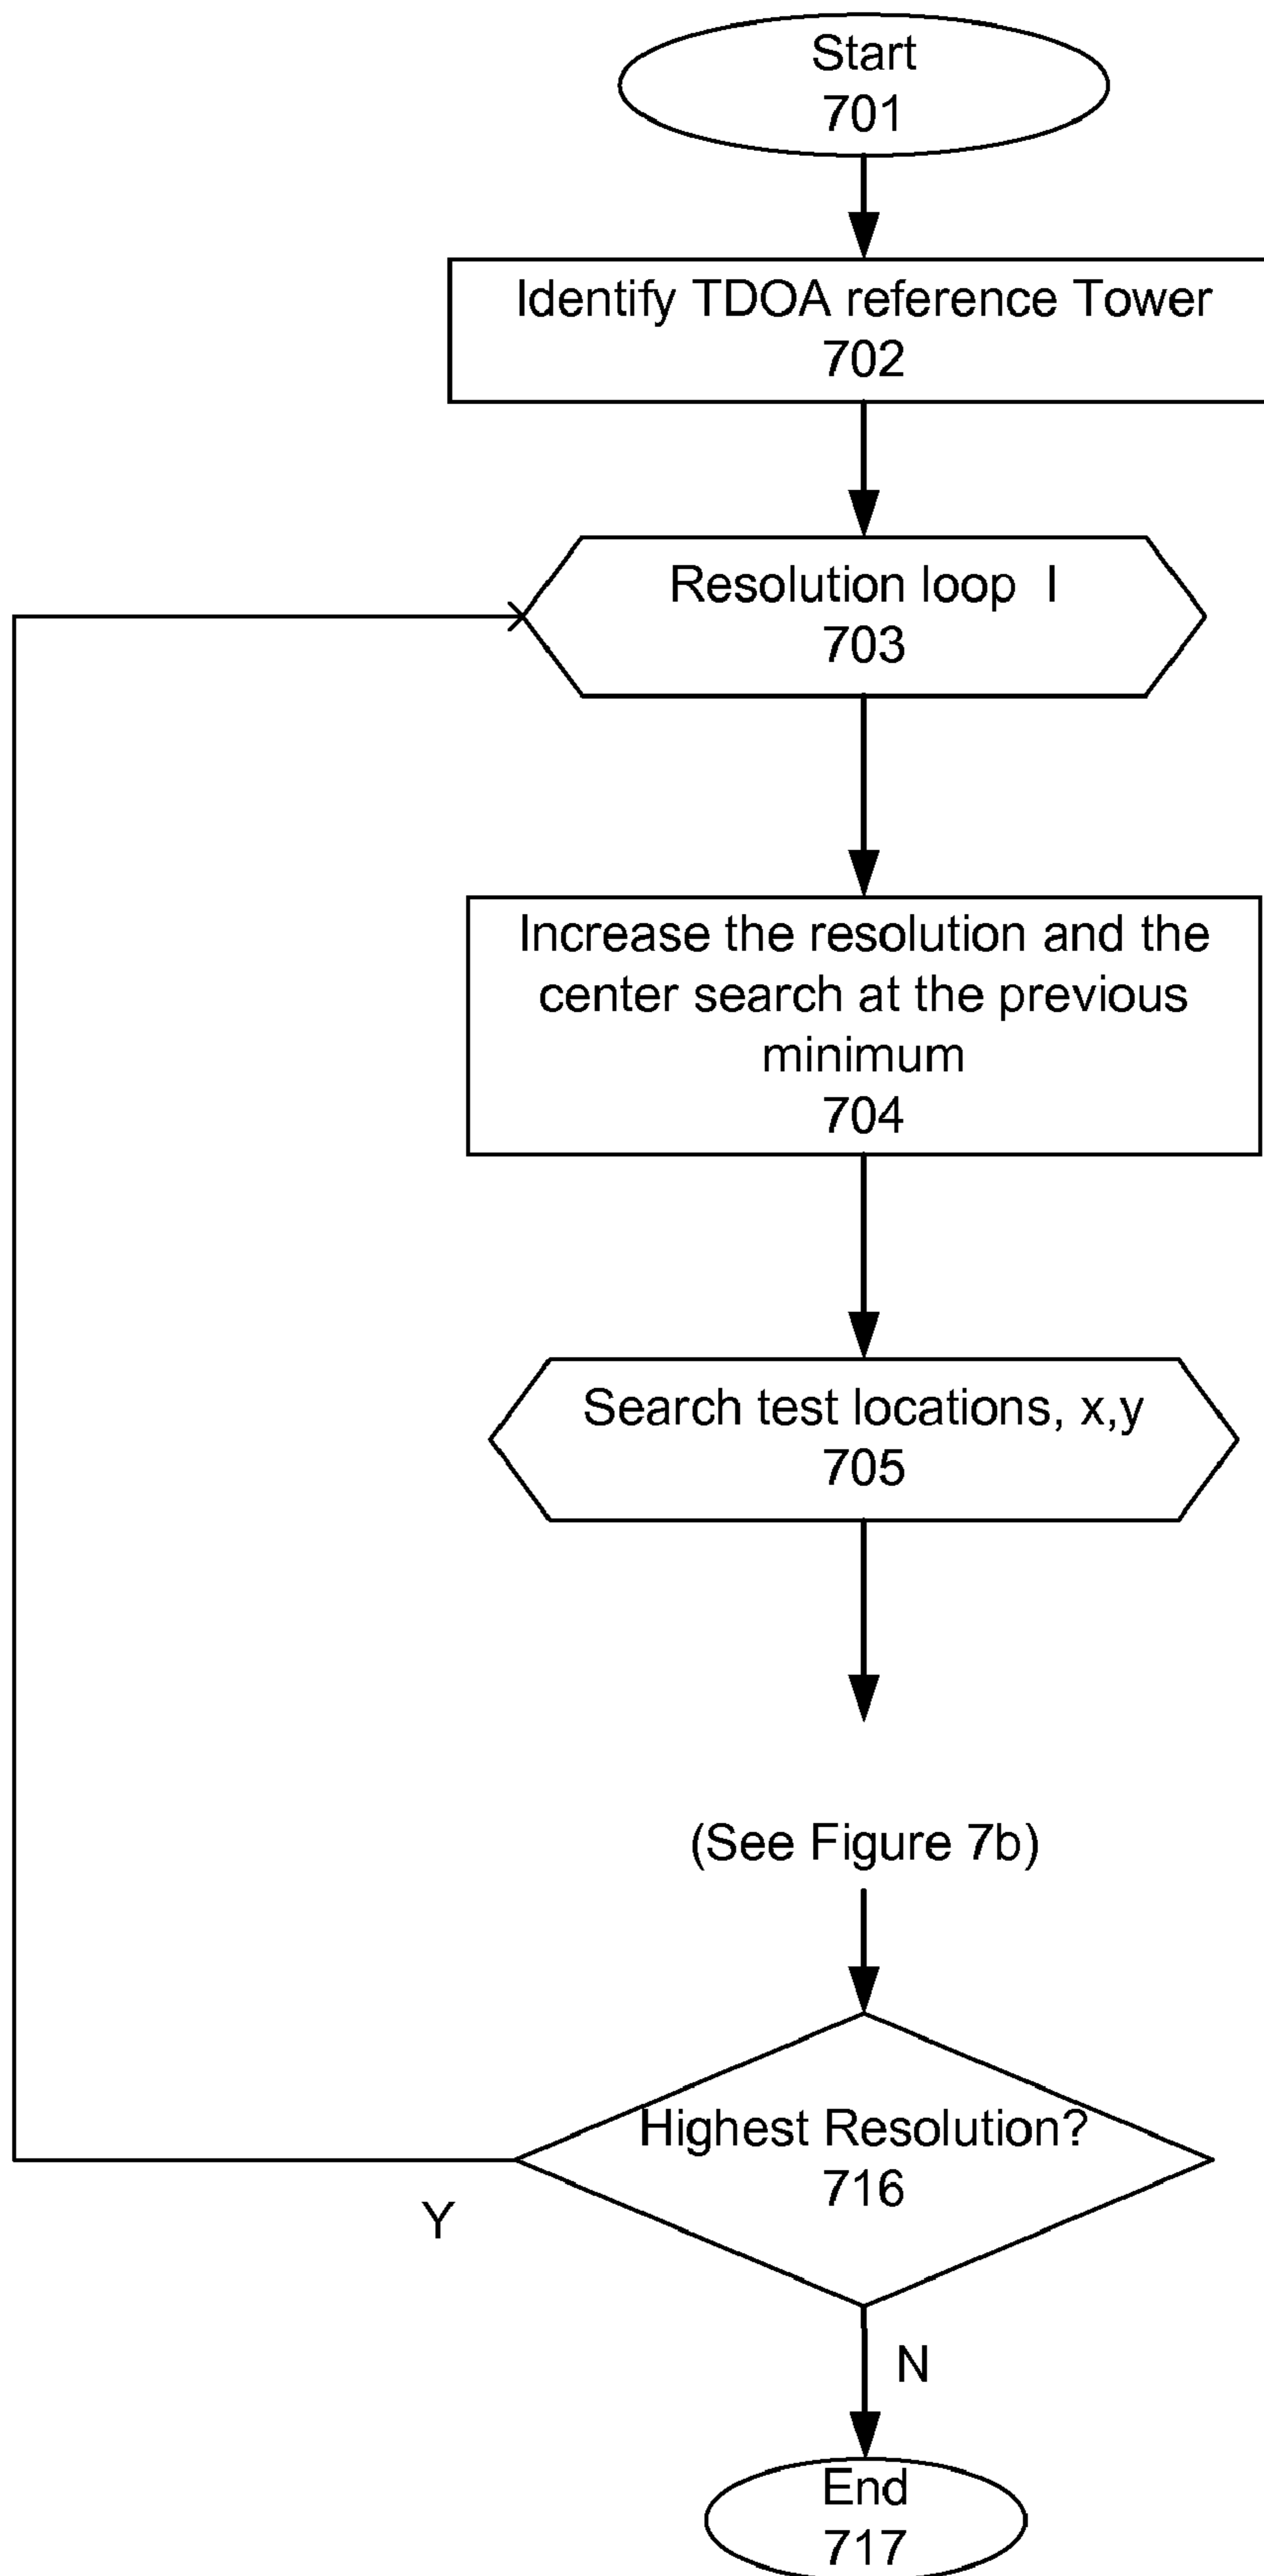 Start
701
Identify TDOA reference Tower
702
Resolution loop I
703
Increase the resolution and the
center search at the previous
minimum
704
Search test locations, x,y
705
(See Figure 7b)
Highest Resolution?
716
Y
N
End
717